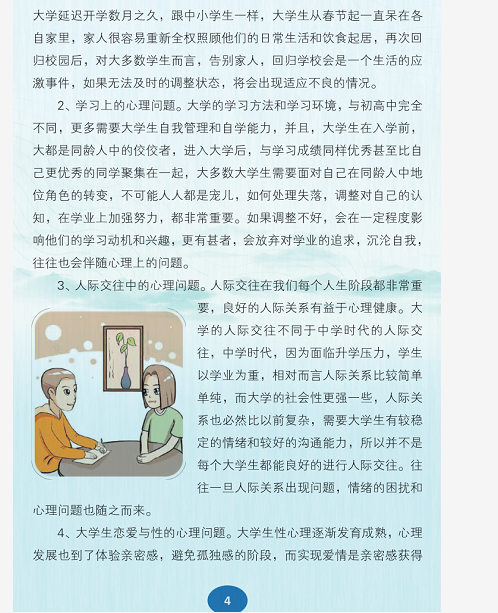 大学延迟开学数月之久，跟中小学生一样，大学生从春节起一直呆在各
自家里，家人很容易重新全权照顾他们的日常生活和饮食起居，再次回
归校园后，对大多数学生而言，告别家人，回归学校会是一个生活的应
激事件，如果无法及时的调整状态，将会出现适应不良的情况。
2、学习上的心理问题。大学的学习方法和学习环境，与初高中完全
不同，更多需要大学生自我管理和自学能力，并且，大学生在入学前，
大都是同龄人中的佼佼者，进入大学后，与学习成绩同样优秀甚至比自
己更优秀的同学聚集在一起，大多数大学生需要面对自己在同龄人中地
位角色的转变，不可能人人都是宠儿，如何处理失落，调整对自己的认
知，在学业上加强努力，都非常重要。如果调整不好，会在一定程度影
响他们的学习动机和兴趣，更有甚者，会放弃对学业的追求，沉沦自我，
往往也会伴随心理上的问题。
3、人际交往中的心理问题。人际交往在我们每个人生阶段都非常重
要，良好的人际关系有益于心理健康。大
学的人际交往不同于中学时代的人际交
往，中学时代，因为面临升学压力，学生
以学业为重，相对而言人际关系比较简单
单纯，而大学的社会性更强一些，人际关
系也必然比以前复杂，需要大学生有较稳
定的情绪和较好的沟通能力，所以并不是
每个大学生都能良好的进行人际交往。往
往一旦人际关系出现问题，情绪的困扰和
心理问题也随之而来。
4、大学生恋爱与性的心理问题。大学生性心理逐渐发育成熟，心理
发展也到了体验亲密感，避免孤独感的阶段，而实现爱情是亲密感获得
4